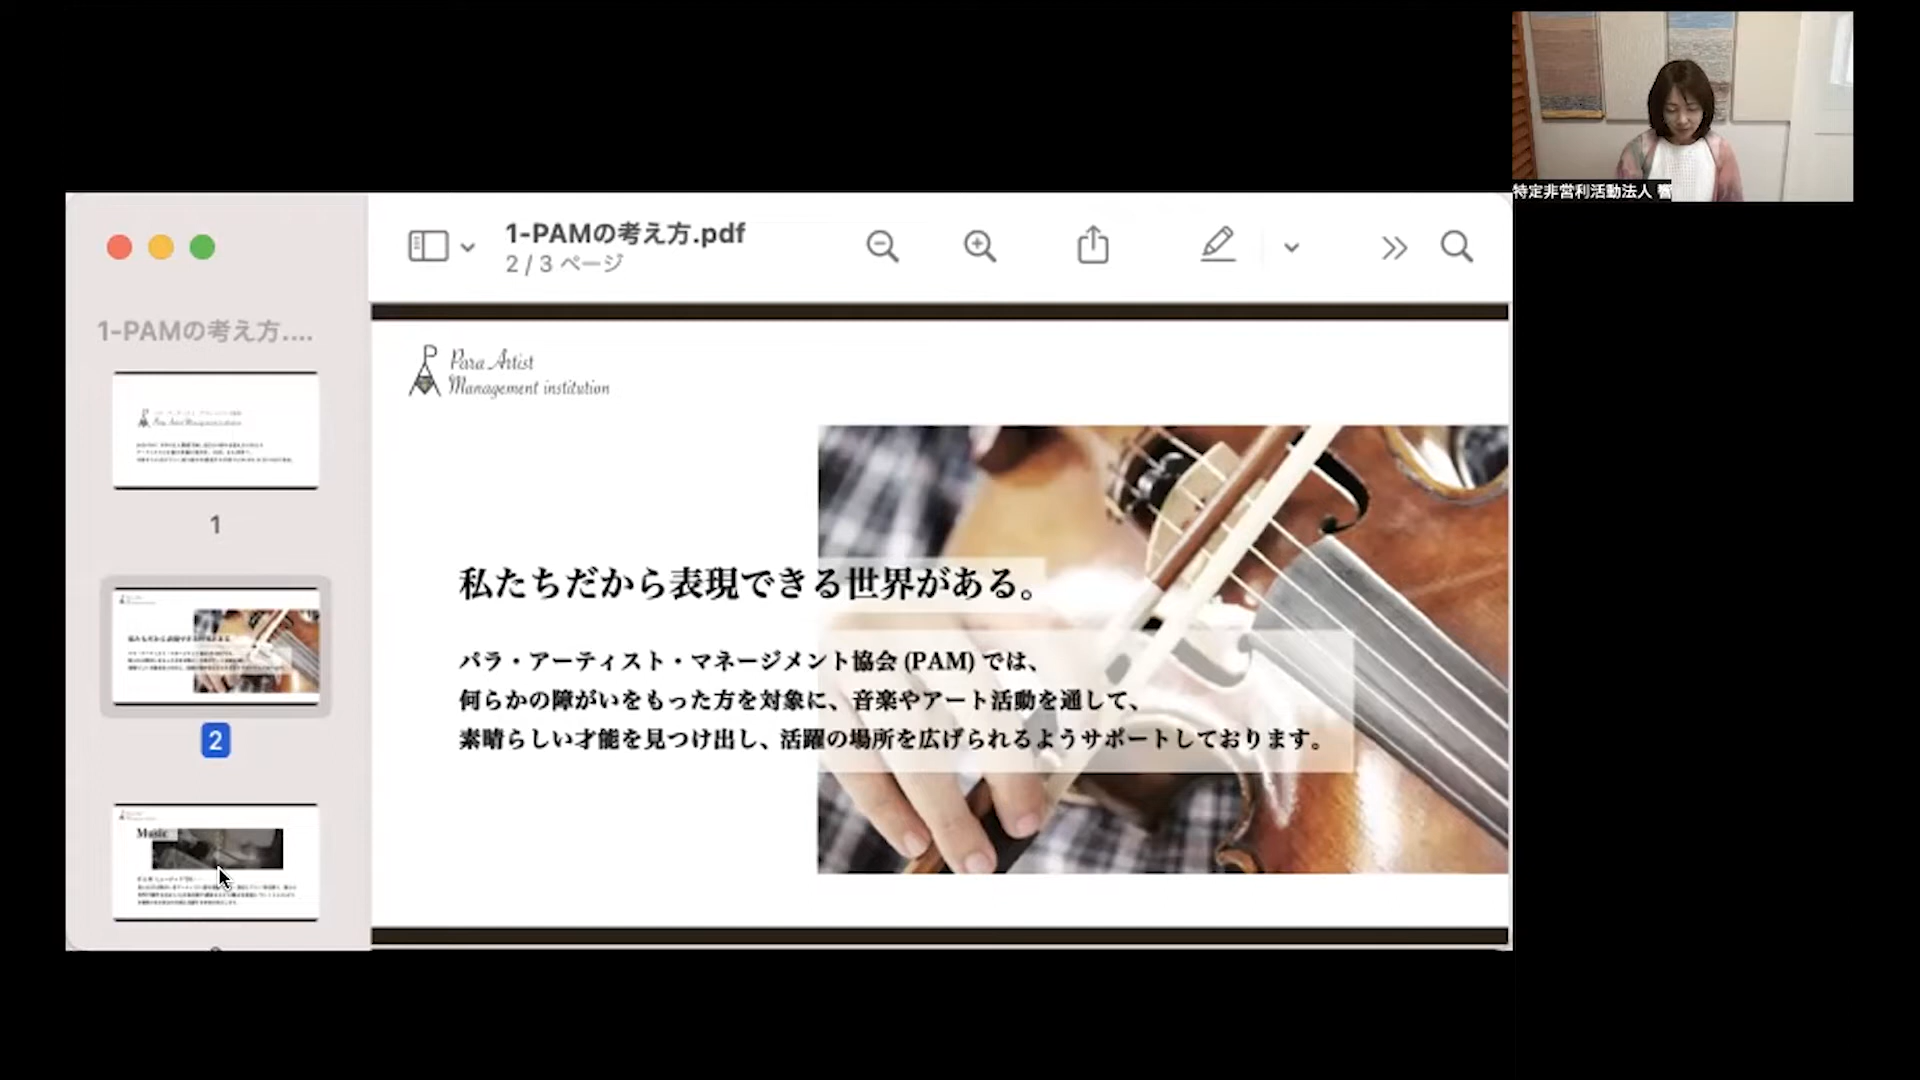 特定非営利活動法人 響
1-PAMの考え方.pdf
2 / 3 ページ
1-PAMの考え方....
1
2
Music
Para Artist
Management institution
私たちだから表現できる世界がある。
パラ・アーティスト・マネージメント協会 (PAM) では、
何らかの障がいをもった方を対象に、音楽やアート活動を通して、
素晴らしい才能を見つけ出し、活躍の場所を広げられるようサポートしております。